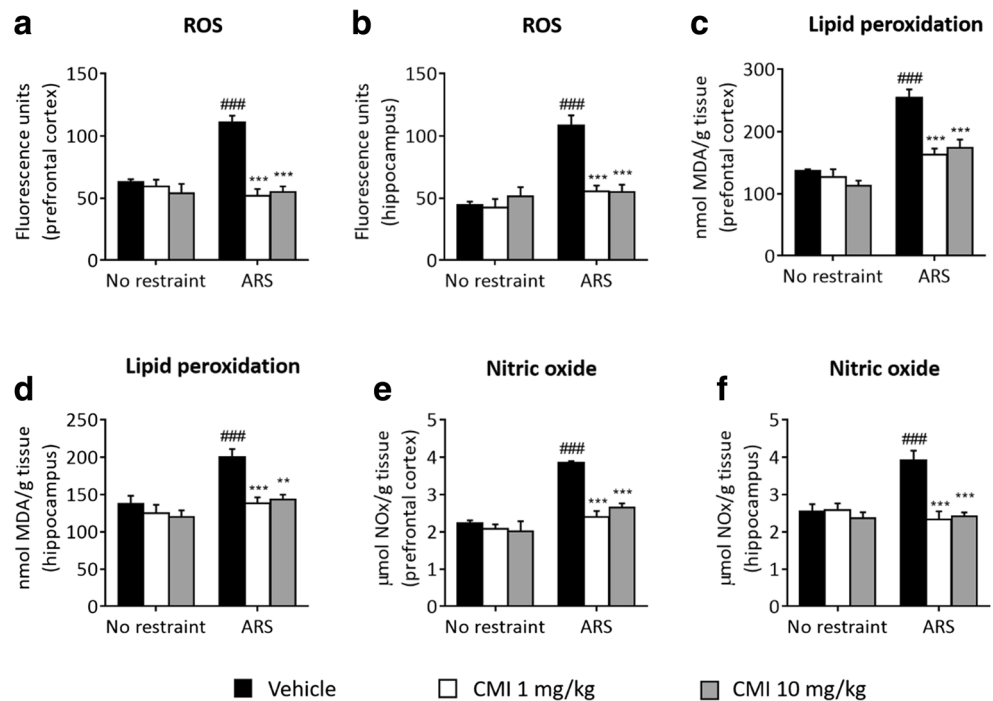 a
ROS
Fluorescence units
(prefrontal cortex)
150
100
50
0
###
*** ***
No restraint ARS
b
ROS
Fluorescence units
(hippocampus)
150
100
50
0
###
*** ***
No restraint ARS
c
Lipid peroxidation
nmol MDA/g tissue
(prefontal cortex)
300
200
100
0
###
*** ***
No restraint ARS
d
Lipid peroxidation
nmol MDA/g tissue
(hippocampus)
250
200
150
100
50
0
###
*** **
No restraint ARS
e
Nitric oxide
µmol NOx/g tissue
(prefrontal cortex)
5
4
3
2
1
0
###
*** ***
No restraint ARS
f
Nitric oxide
µmol NOx/g tissue
(hippocampus)
5
4
3
2
1
0
###
*** ***
No restraint ARS
Vehicle CMI 1 mg/kg CMI 10 mg/kg